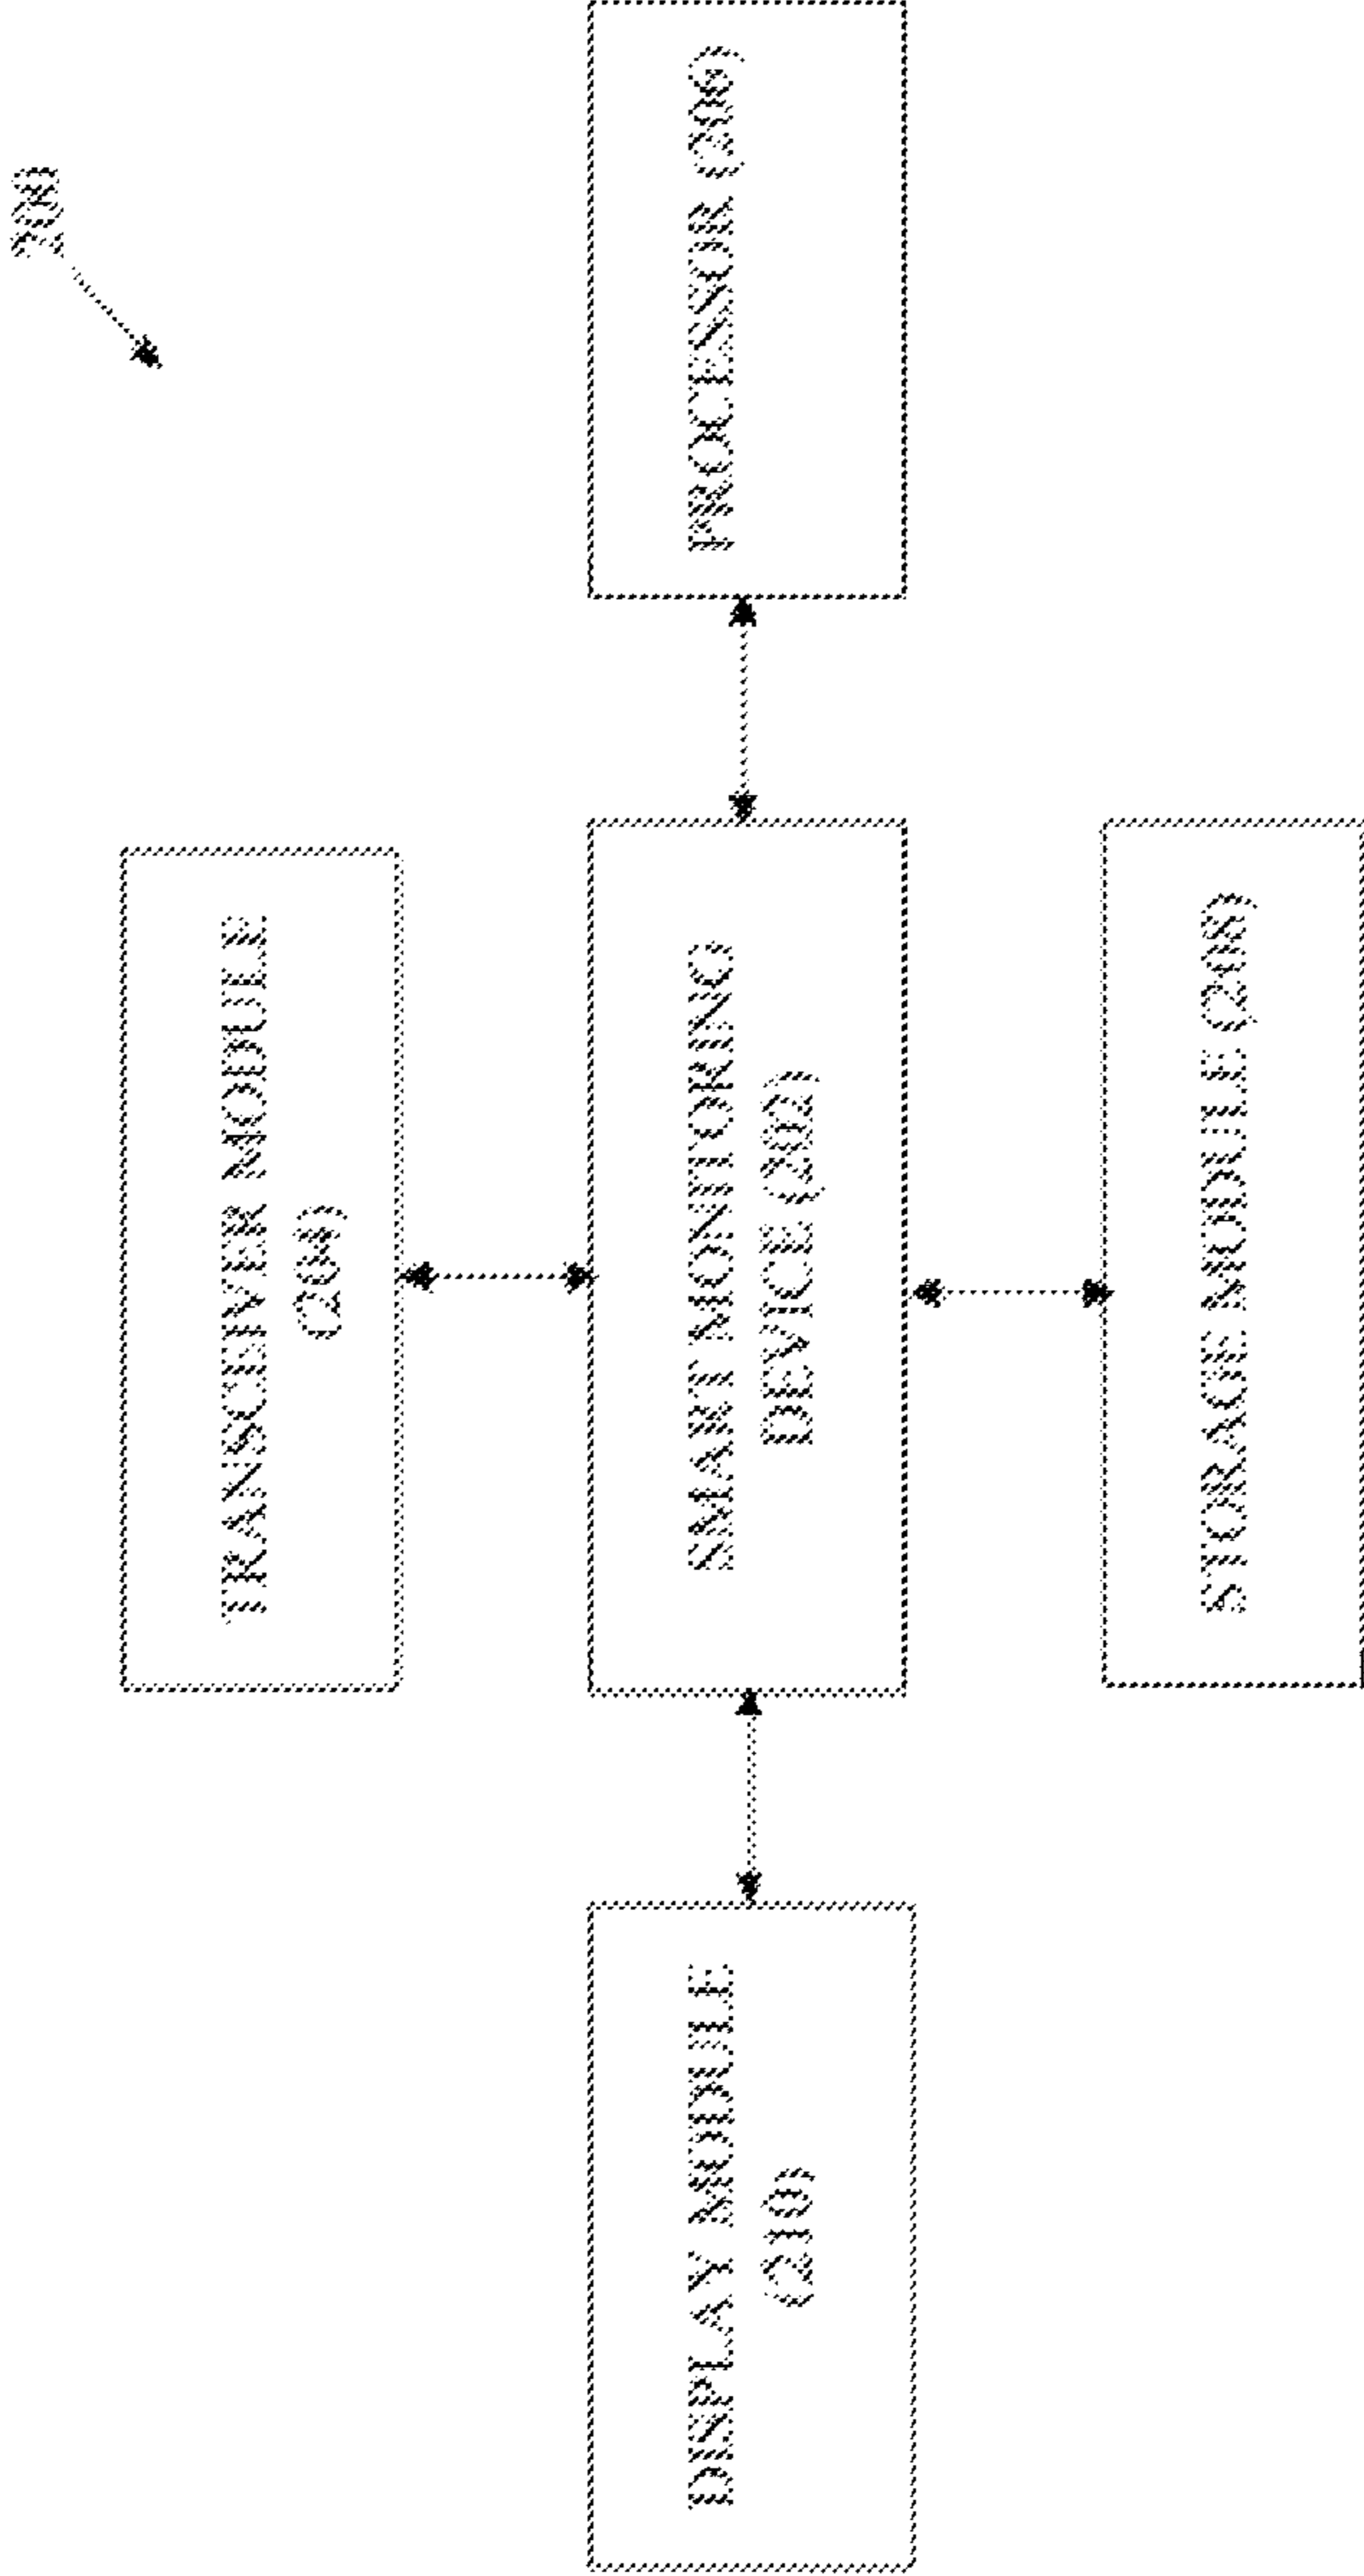 200
TRANSCEIVER MODULE
(204)
DISPLAY MODULE
(210)
SMART MONITORING
DEVICE (202)
PROCESSOR (206)
STORAGE MODULE (208)